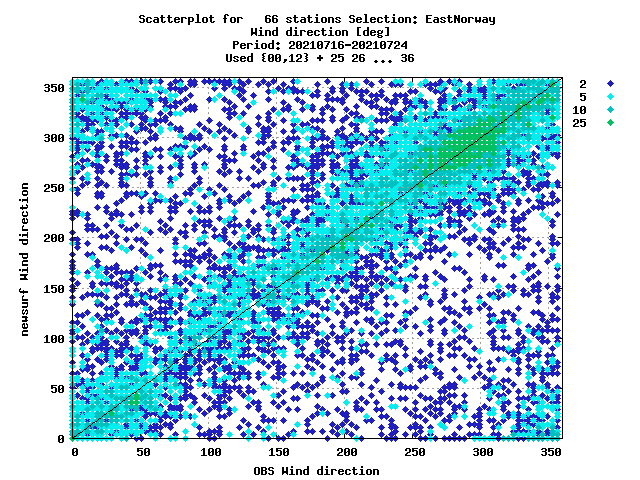 Scatterplot for 66 stations Selection: EastNorway
Wind direction [deg]
Period: 20210716-20210724
Used {00,12} + 25 26 ... 36
2
5
10
25
350
300
250
200
150
100
50
0
newsurf Wind direction
0 50 100 150 200 250 300 350
OBS Wind direction